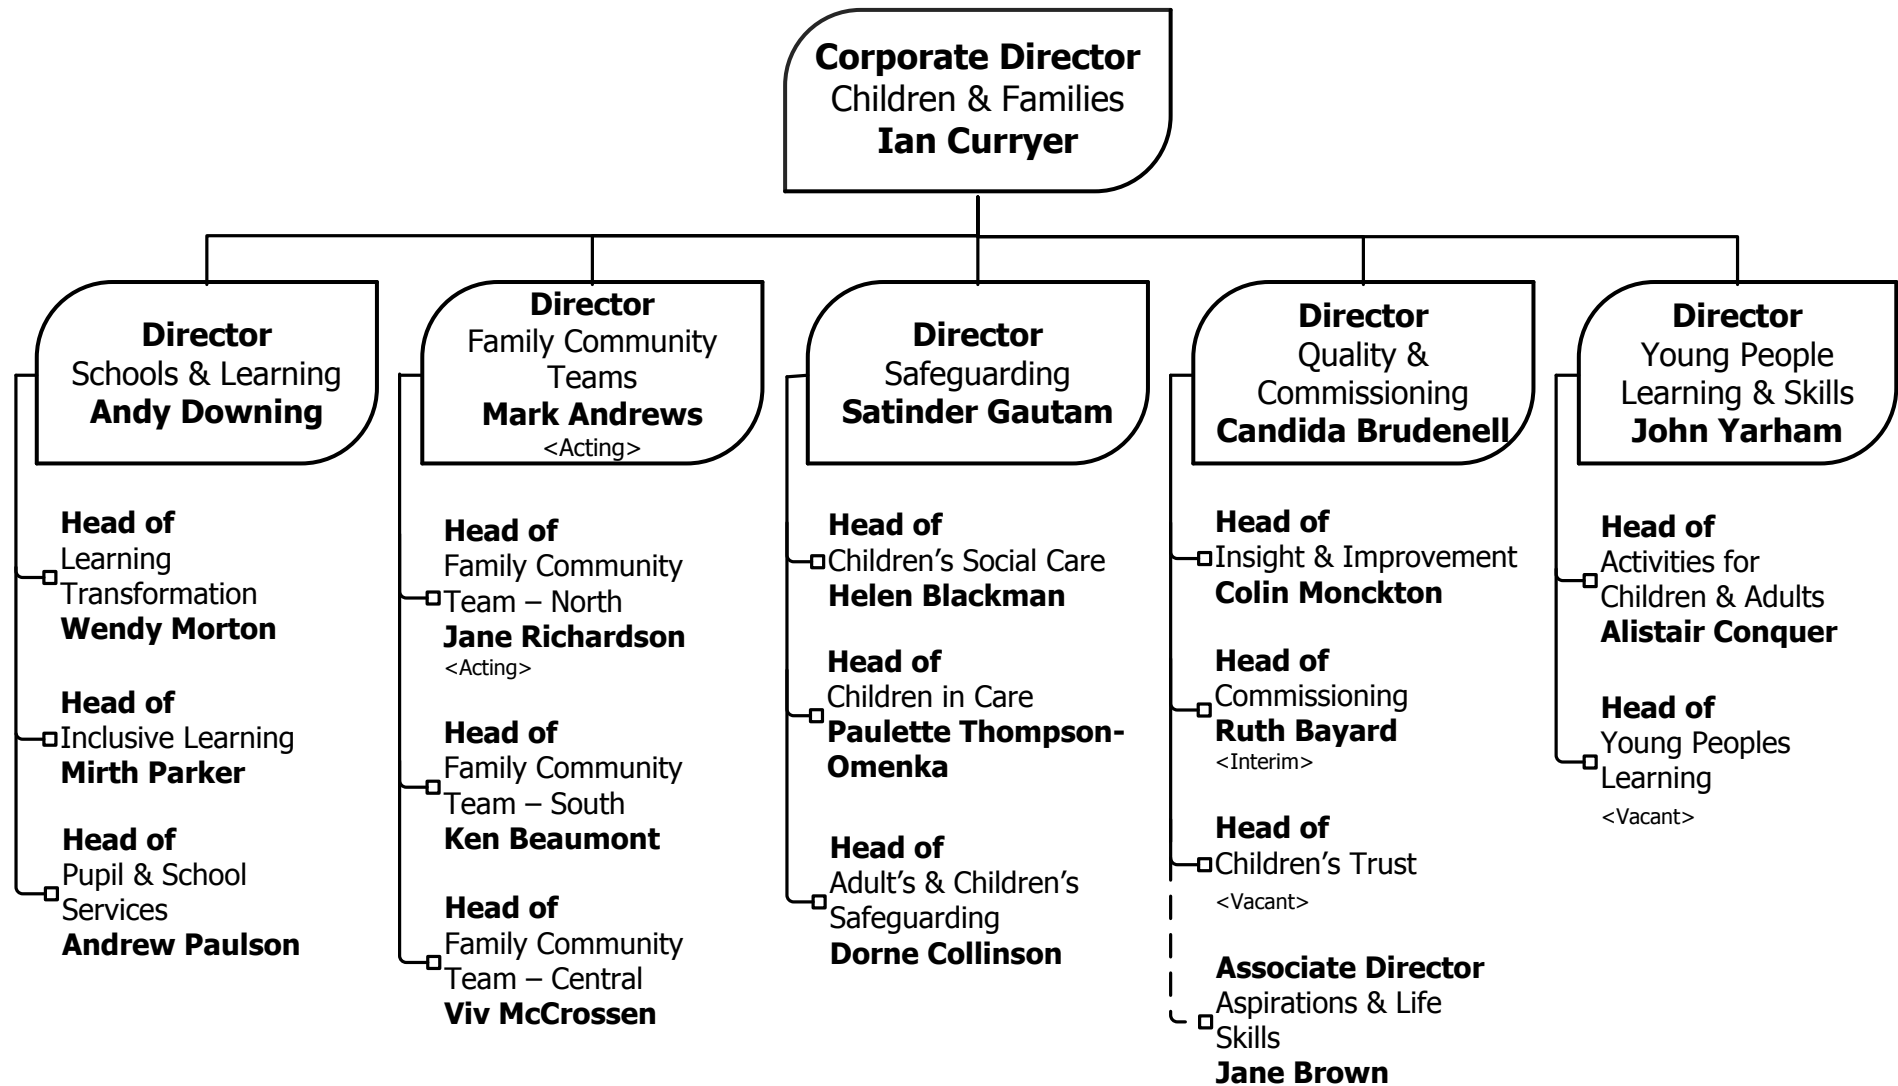 Corporate Director
Children & Families
Ian Curryer
Director
Schools & Learning
Andy Downing
Head of
Learning
Transformation
Wendy Morton
Head of
Inclusive Learning
Mirth Parker
Head of
Pupil & School
Services
Andrew Paulson
Director
Family Community
Teams
Mark Andrews
<Acting>
Head of
Family Community
Team – North
Jane Richardson
<Acting>
Head of
Family Community
Team – South
Ken Beaumont
Head of
Family Community
Team – Central
Viv McCrossen
Director
Safeguarding
Satinder Gautam
Head of
Children’s Social Care
Helen Blackman
Head of
Children in Care
Paulette Thompson-
Omenka
Head of
Adult’s & Children’s
Safeguarding
Dorne Collinson
Director
Quality &
Commissioning
Candida Brudenell
Head of
Insight & Improvement
Colin Monckton
Head of
Commissioning
Ruth Bayard
<Interim>
Head of
Children’s Trust
<Vacant>
Associate Director
Aspirations & Life
Skills
Jane Brown
Director
Young People
Learning & Skills
John Yarham
Head of
Activities for
Children & Adults
Alistair Conquer
Head of
Young Peoples
Learning
<Vacant>